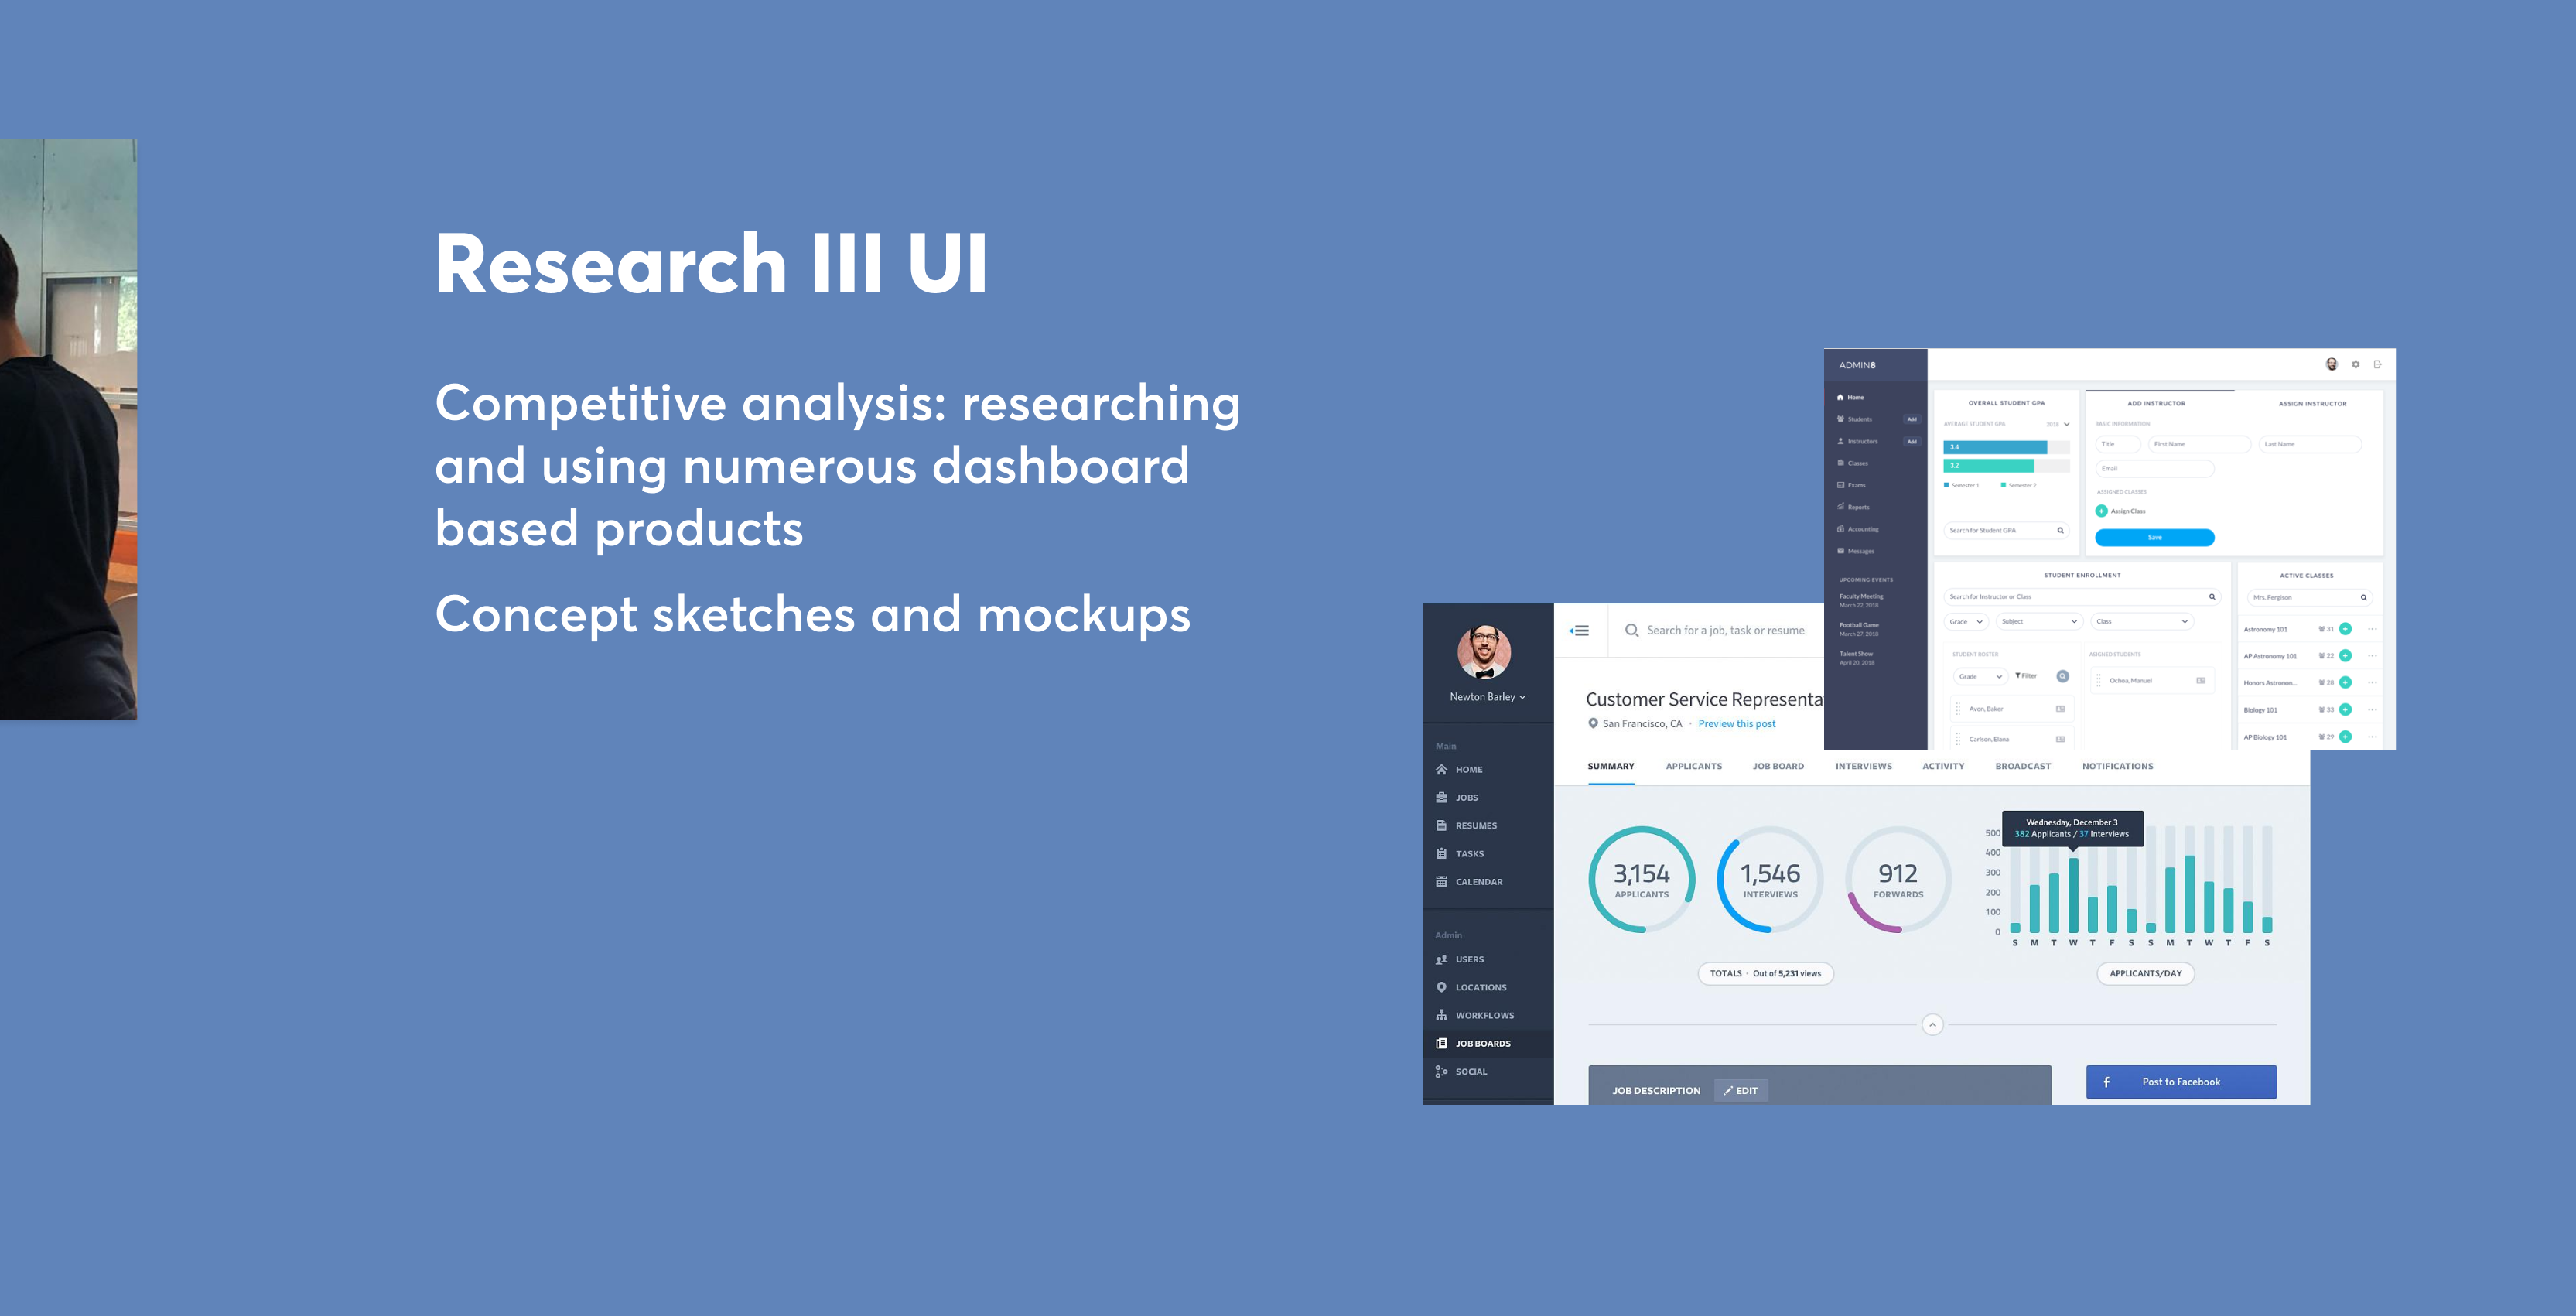 Research III UI
Competitive analysis: researching
and using numerous dashboard
based products
Concept sketches and mockups
ADMIN8
Home
Students
Add
Instructors
Add
Classes
Exams
Reports
Accounting
Messages
UPCOMING EVENTS
Faculty Meeting
March 22, 2018
Football Game
March 27, 2018
Talent Show
April 20, 2018
OVERALL STUDENT GPA
AVERAGE STUDENT GPA
2018
3.4
3.2
Semester 1
Semester 2
Search for Student GPA
ADD INSTRUCTOR
ASSIGN INSTRUCTOR
BASIC INFORMATION
Title
First Name
Last Name
Email
ASSIGNED CLASSES
Assign Class
Save
STUDENT ENROLLMENT
Search for Instructor or Class
Grade
Subject
Class
STUDENT ROSTER
Grade
Filter
Avon, Baker
Carlson, Elana
ASIGNED STUDENTS
Ochoa, Manuel
ACTIVE CLASSES
Mrs. Fergison
Astronomy 101 31
AP Astronomy 101 22
Honors Astronon... 28
Biology 101 33
AP Biology 101 29
Newton Barley
Main
HOME
JOBS
RESUMES
TASKS
CALENDAR
Admin
USERS
LOCATIONS
WORKFLOWS
JOB BOARDS
SOCIAL
Search for a job, task or resume
Customer Service Representa
San Francisco, CA · Preview this post
SUMMARY APPLICANTS JOB BOARD INTERVIEWS ACTIVITY BROADCAST NOTIFICATIONS
3,154
APPLICANTS
1,546
INTERVIEWS
912
FORWARDS
TOTALS · Out of 5,231 views
Wednesday, December 3
382 Applicants / 37 Interviews
500
400
300
200
100
0
S M T W T F S S M T W T F S
APPLICANTS/DAY
JOB DESCRIPTION
EDIT
Post to Facebook